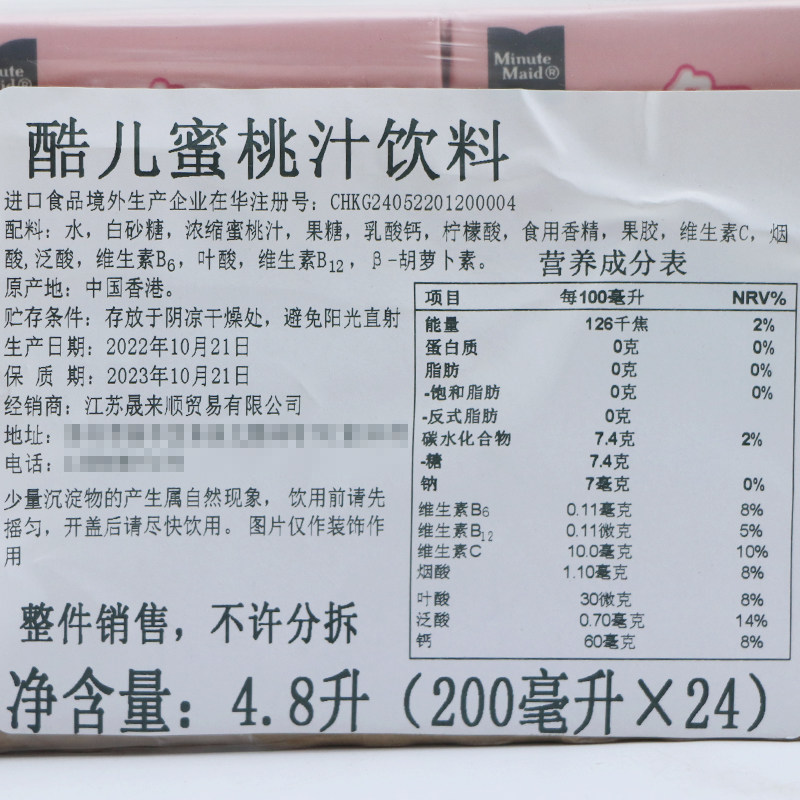 Minute
Maid®
酷儿蜜桃汁饮料
进口食品境外生产企业在华注册号：CHKG24052201200004
配料：水，白砂糖，浓缩蜜桃汁，果糖，乳酸钙，柠檬酸，食用香精，果胶，维生素C，烟
酸,泛酸，维生素B6，叶酸，维生素B12，β-胡萝卜素。
原产地：中国香港。
贮存条件：存放于阴凉干燥处，避免阳光直射
生产日期：2022年10月21日
保 质 期：2023年10月21日
经销商：江苏晟来顺贸易有限公司
地址：
电话：
少量沉淀物的产生属自然现象， 饮用前请先
摇匀，开盖后请尽快饮用。 图片仅作装饰作
用
营养成分表
项目 每100毫升 NRV%
能量 126千焦 2%
蛋白质 0克 0%
脂肪 0克 0%
-饱和脂肪 0克 0%
-反式脂肪 0克
碳水化合物 7.4克 2%
-糖 7.4克
钠 7毫克 0%
维生素B6 0.11毫克 8%
维生素B12 0.11微克 5%
维生素C 10.0毫克 10%
烟酸 1.10毫克 8%
叶酸 30微克 8%
泛酸 0.70毫克 14%
钙 60毫克 8%
整件销售，不许分拆
净含量：4.8升（200毫升×24）